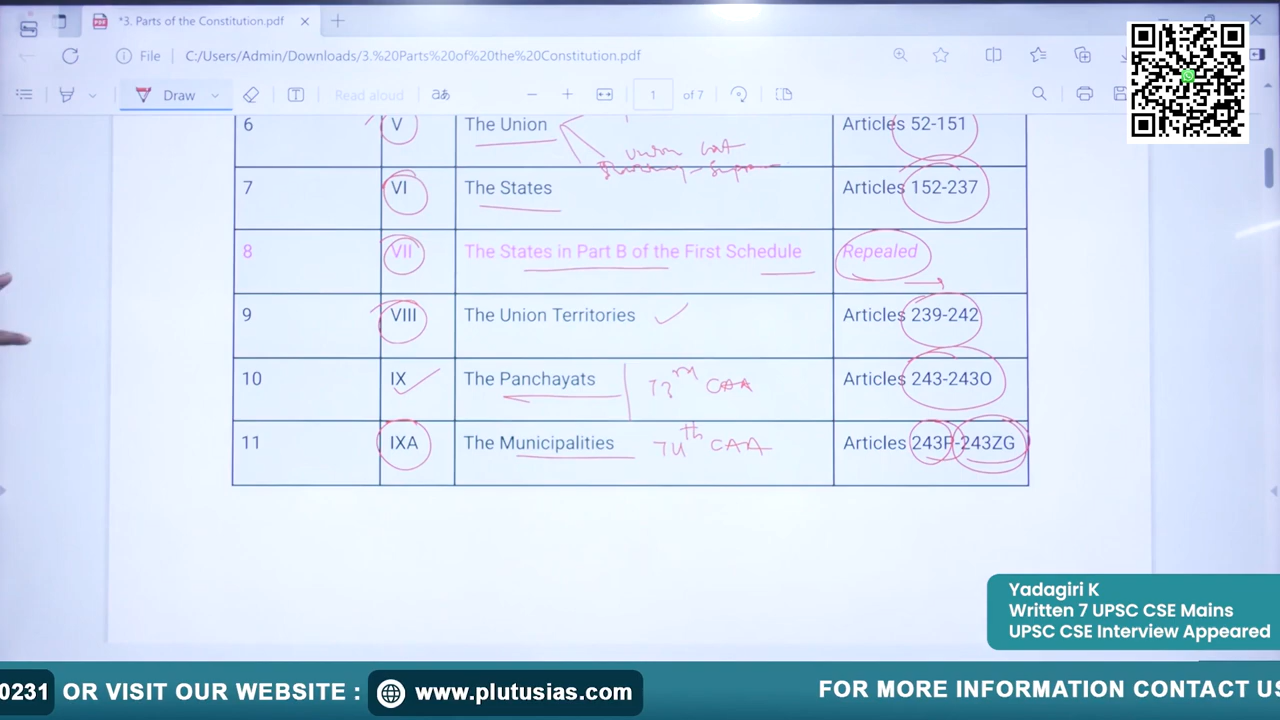 *3. Parts of the Constitution.pdf
File C:/Users/Admin/Downloads/3.%20Parts%20of%20the%20Constitution.pdf
Draw Read aloud aあ 1 of 7
6 V The Union Articles 52-151
7 VI The States Articles 152-237
8 VII The States in Part B of the First Schedule Repealed
9 VIII The Union Territories Articles 239-242
10 IX The Panchayats 73rd CAA Articles 243-243O
11 IXA The Municipalities 74th CAA Articles 243P-243ZG
Yadagiri K
Written 7 UPSC CSE Mains
UPSC CSE Interview Appeared
0231 OR VISIT OUR WEBSITE : www.plutusias.com FOR MORE INFORMATION CONTACT US